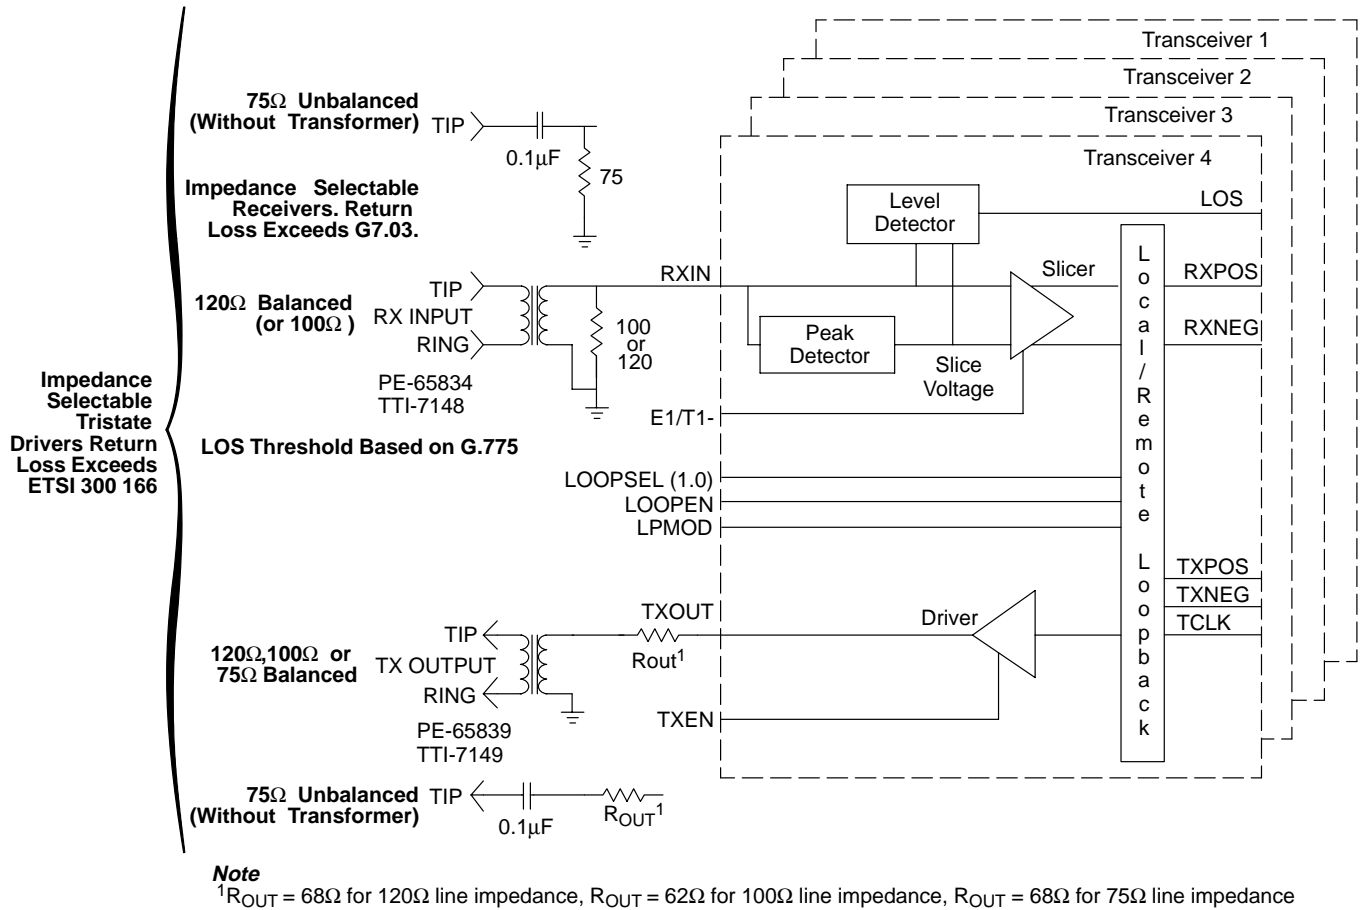 Transceiver 1
Transceiver 2
Transceiver 3
Transceiver 4
75Ω Unbalanced
(Without Transformer)
TIP
0.1µF
75
Impedance Selectable
Receivers. Return
Loss Exceeds G7.03.
Level
Detector
LOS
RXIN
Slicer
RXPOS
120Ω Balanced
(or 100Ω )
TIP
RX INPUT
RING
100
or
120
Peak
Detector
Slice
Voltage
RXNEG
PE-65834
TTI-7148
E1/T1-
Impedance
Selectable
Tristate
Drivers Return
Loss Exceeds
ETSI 300 166
LOS Threshold Based on G.775
LOOPSEL (1.0)
LOOPEN
LPMOD
Local/Remote Loopback
TXPOS
TXNEG
TCLK
TXOUT
Driver
Rout1
120Ω,100Ω or
75Ω Balanced
TIP
TX OUTPUT
RING
TXEN
PE-65839
TTI-7149
75Ω Unbalanced
(Without Transformer)
TIP
0.1µF
ROUT1
Note
1ROUT = 68Ω for 120Ω line impedance, ROUT = 62Ω for 100Ω line impedance, ROUT = 68Ω for 75Ω line impedance